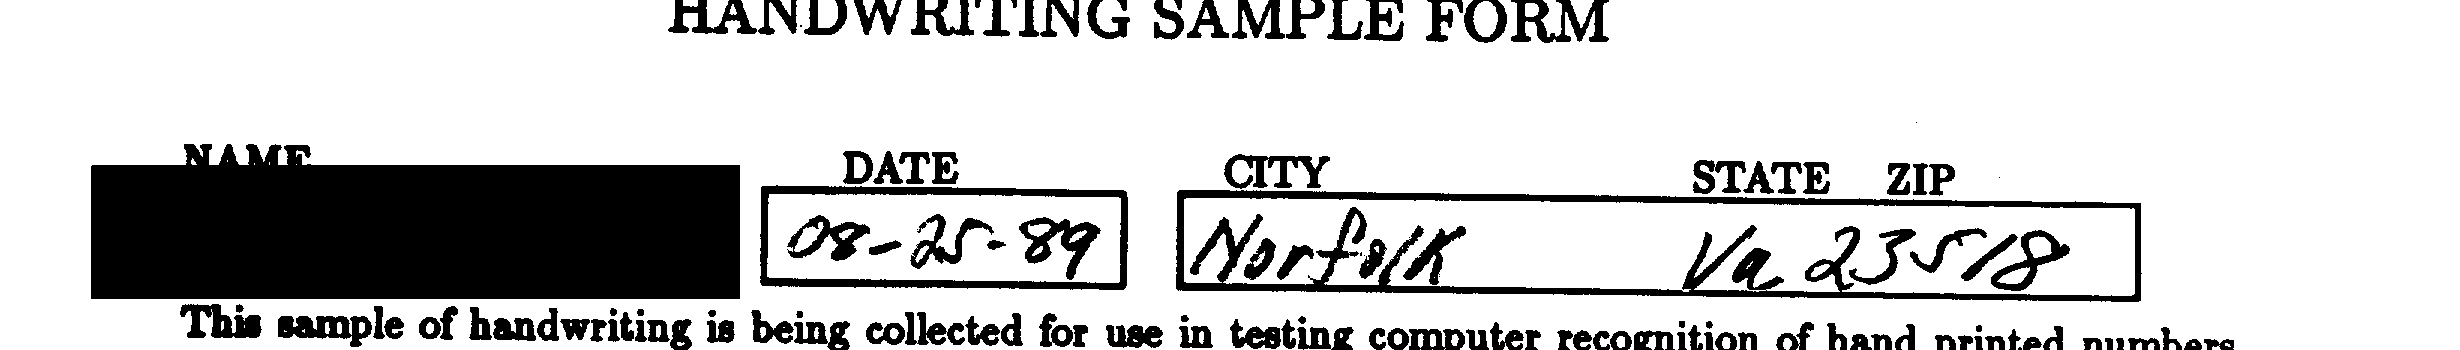 HANDWRITING SAMPLE FORM
NAME DATE CITY STATE ZIP
08-25-89 Norfolk Va 23518
This sample of handwriting is being collected for use in testing computer recognition of hand printed numbers